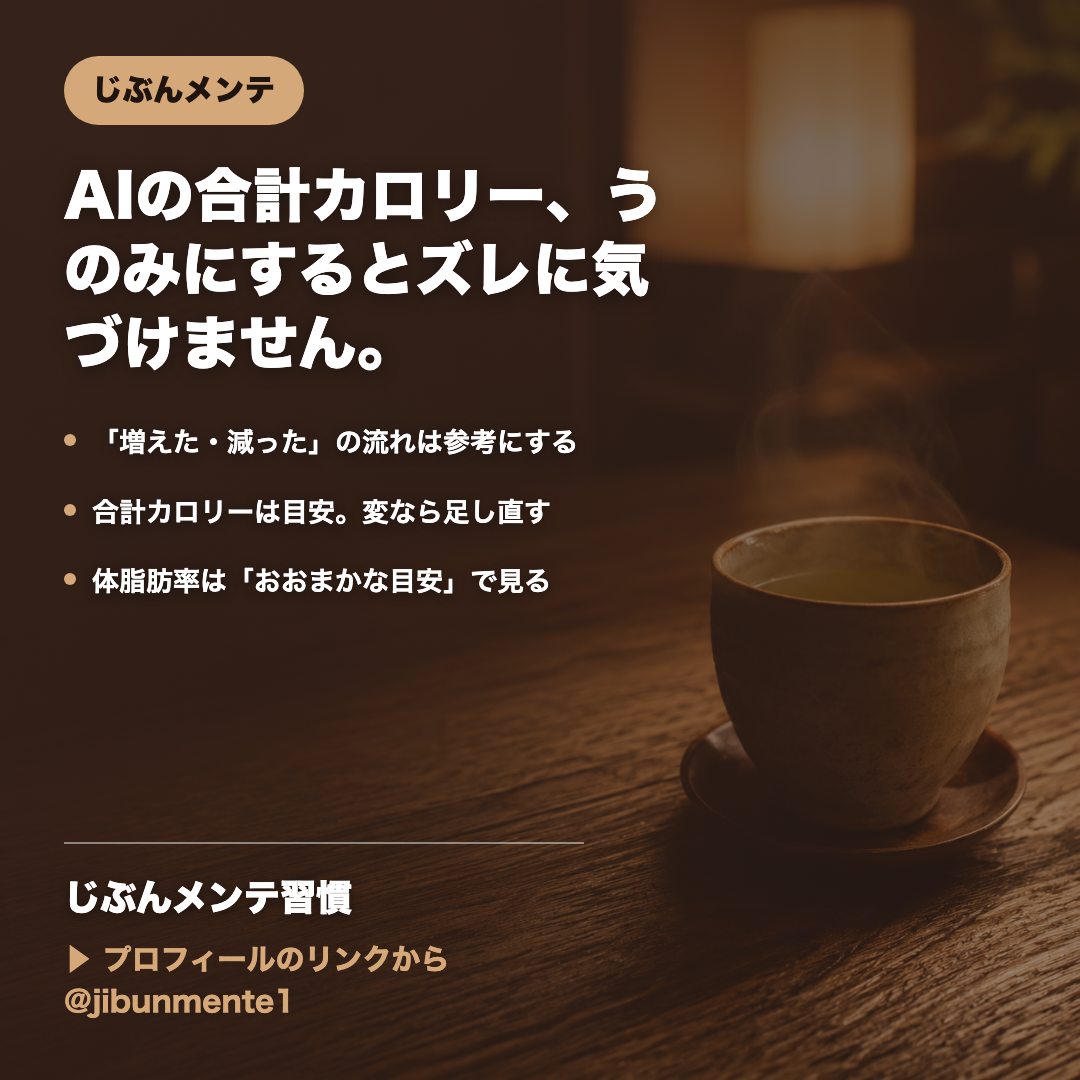 じぶんメンテ
AIの合計カロリー、う
のみにするとズレに気
づけません。
「増えた・減った」の流れは参考にする
合計カロリーは目安。変なら足し直す
体脂肪率は「おおまかな目安」で見る
じぶんメンテ習慣
▶ プロフィールのリンクから
@jibunmente1